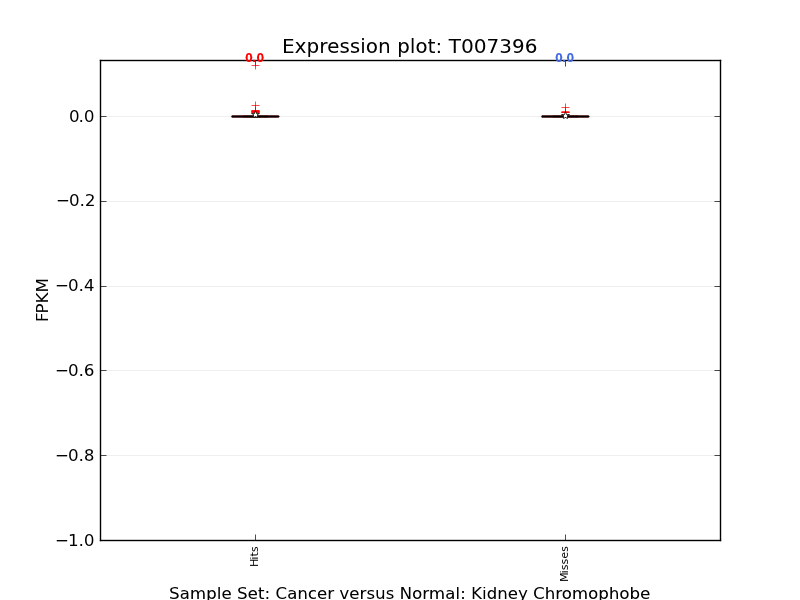 Expression plot: T007396
0.0 0.0
0.0
−0.2
−0.4
−0.6
−0.8
−1.0
FPKM
Hits Misses
Sample Set: Cancer versus Normal: Kidney Chromophobe